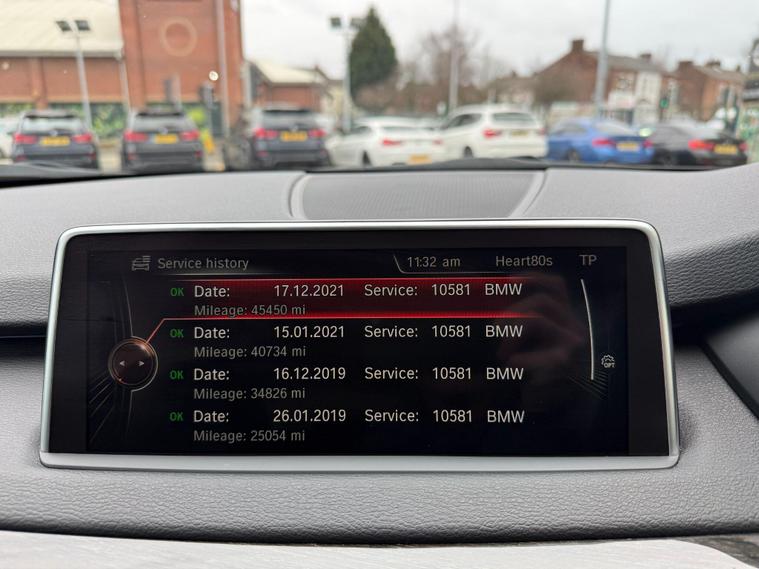 Service history 11:32 am Heart80s TP
OK Date: 17.12.2021 Service: 10581 BMW
Mileage: 45450 mi
OK Date: 15.01.2021 Service: 10581 BMW
Mileage: 40734 mi
OK Date: 16.12.2019 Service: 10581 BMW
Mileage: 34826 mi
OK Date: 26.01.2019 Service: 10581 BMW
Mileage: 25054 mi
OPT